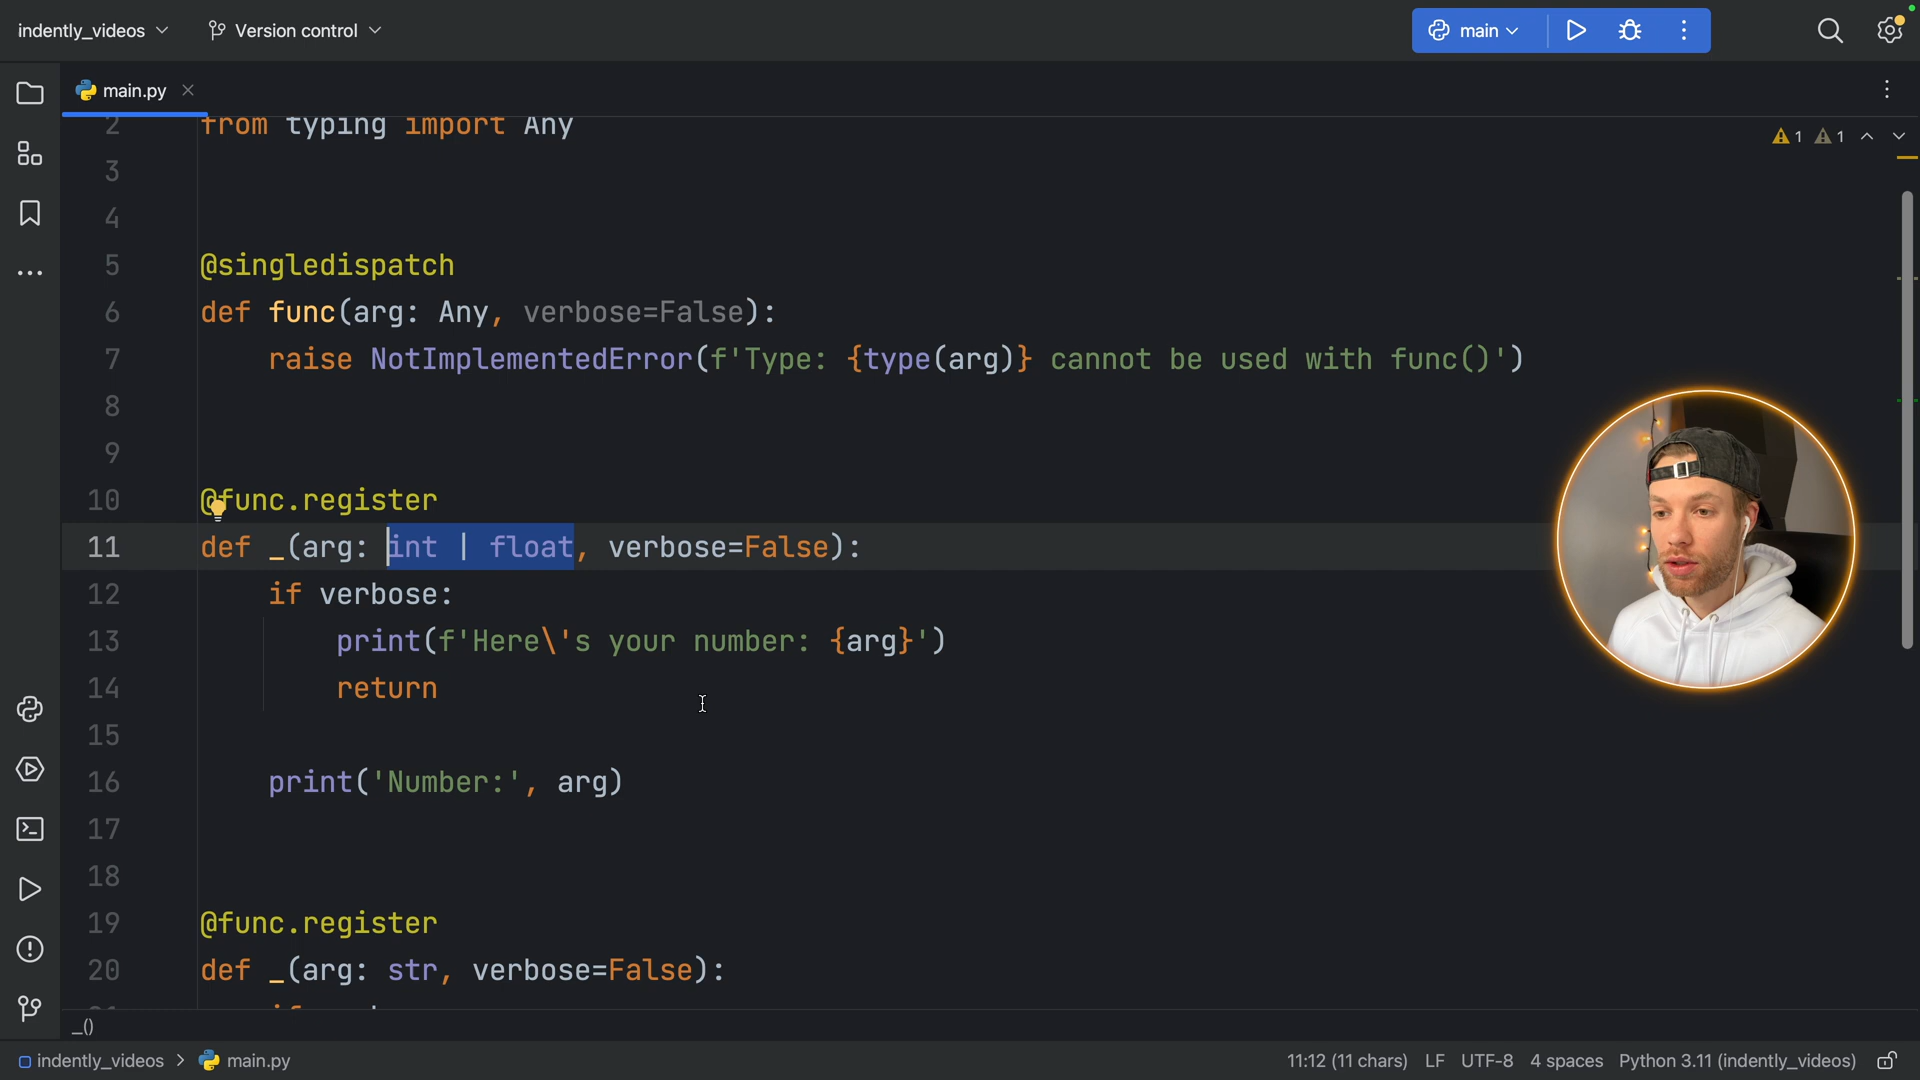 indently_videos
Version control
main
main.py
2 from typing import Any
3
4
5 @singledispatch
6 def func(arg: Any, verbose=False):
7 raise NotImplementedError(f'Type: {type(arg)} cannot be used with func()')
8
9
10 @func.register
11 def _(arg: int | float, verbose=False):
12 if verbose:
13 print(f'Here\'s your number: {arg}')
14 return
15
16 print('Number:', arg)
17
18
19 @func.register
20 def _(arg: str, verbose=False):
1 1
_()
indently_videos > main.py
11:12 (11 chars) LF UTF-8 4 spaces Python 3.11 (indently_videos)